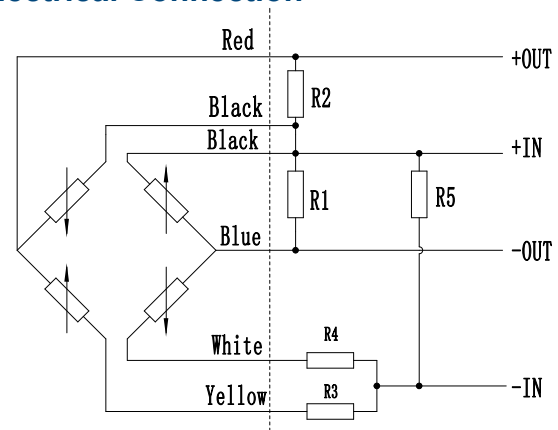 Electrical Connection
Red
+OUT
R2
Black
Black
+IN
R1
R5
Blue
-OUT
White
R4
Yellow
R3
-IN